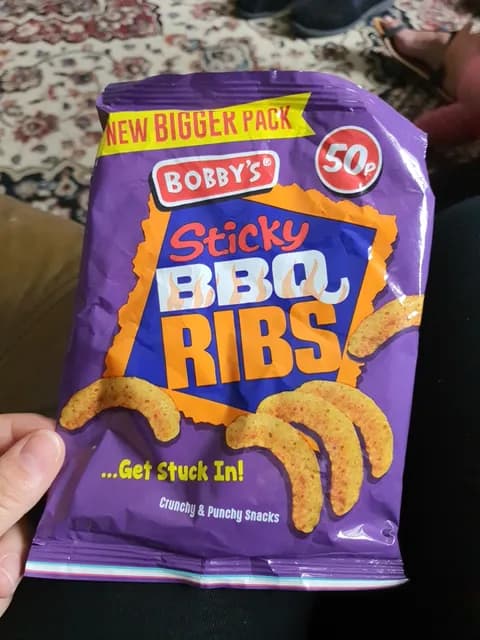 NEW BIGGER PACK
50p
BOBBY'S®
Sticky
BBQ
RIBS
...Get Stuck In!
Crunchy & Punchy Snacks